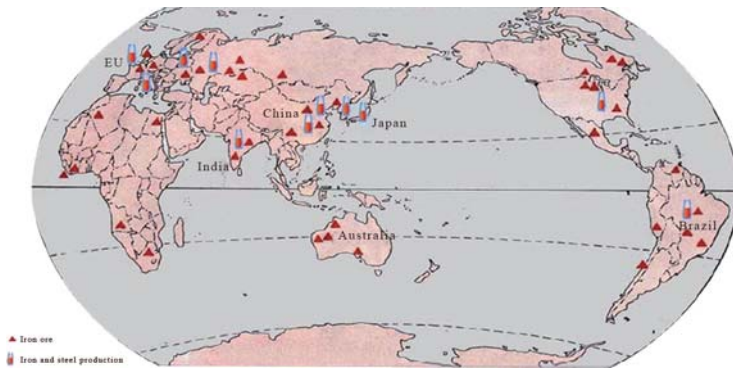 EU
China
Japan
India
Australia
Brazil
Iron ore
Iron and steel production